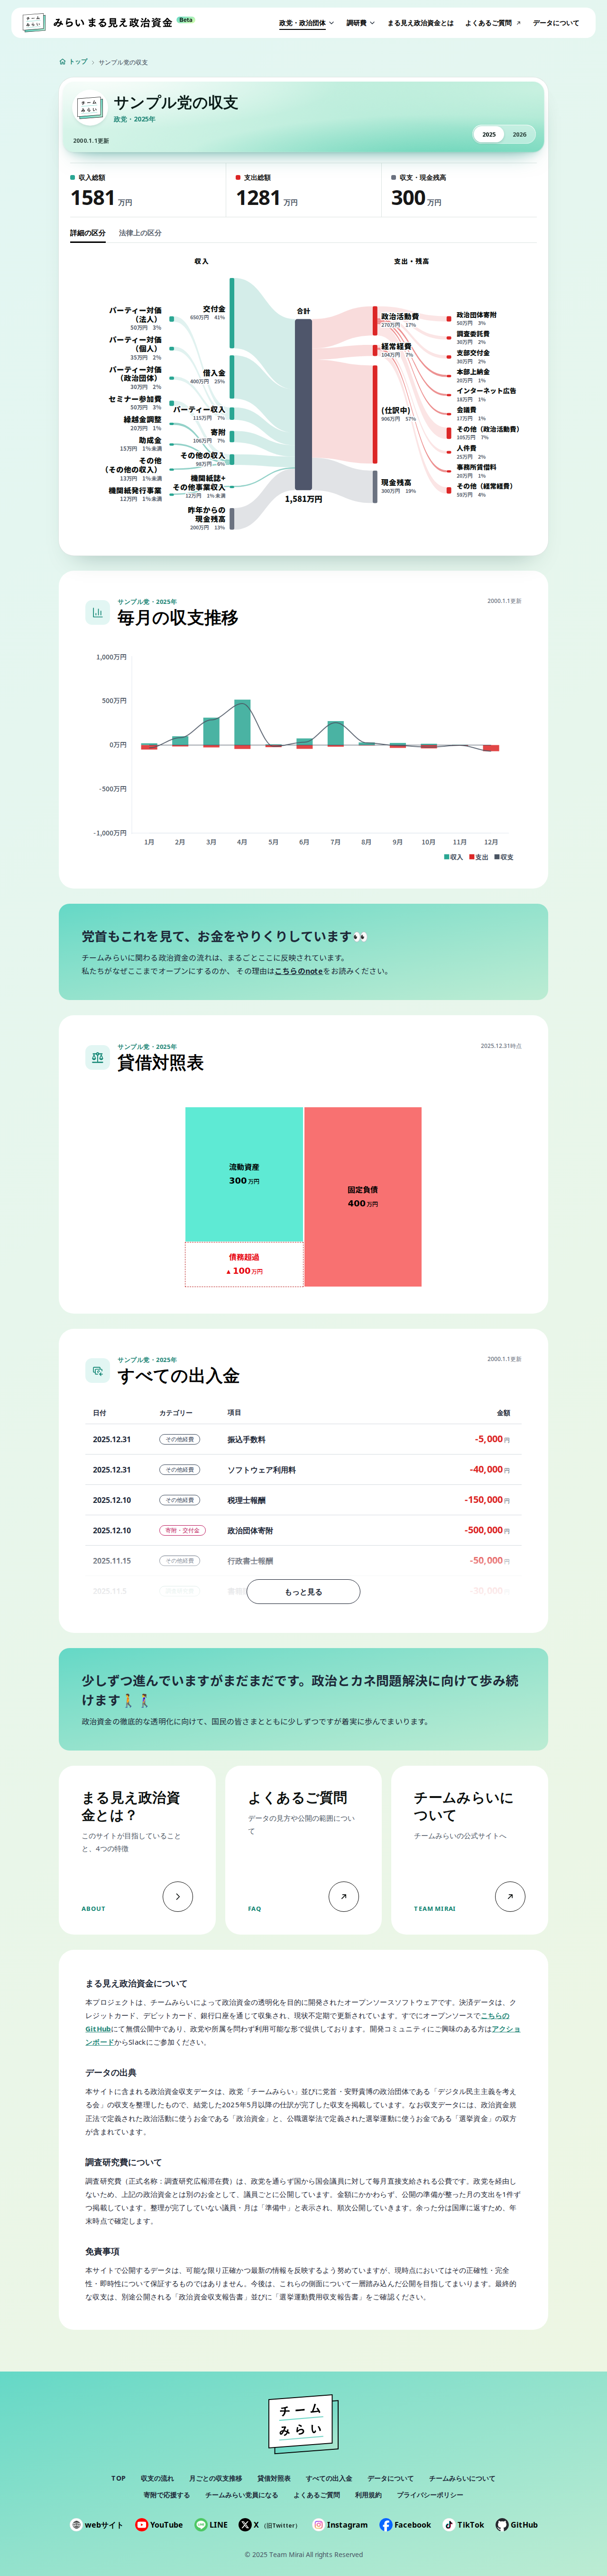 チーム
みらい
みらい まる見え政治資金 Beta
政党・政治団体
調研費
まる見え政治資金とは
よくあるご質問
データについて
トップ
サンプル党の収支
チーム
みらい
サンプル党の収支
政党・2025年
2000.1.1更新
2025 2026
収入総額
1581 万円
支出総額
1281 万円
収支・現金残高
300 万円
詳細の区分 法律上の区分
収入
支出・残高
パーティー対価
（法人）
50万円 3%
パーティー対価
（個人）
35万円 2%
パーティー対価
（政治団体）
30万円 2%
セミナー参加費
50万円 3%
繰越金調整
20万円 1%
助成金
15万円 1%未満
その他
（その他の収入）
13万円 1%未満
機関紙発行事業
12万円 1%未満
交付金
650万円 41%
借入金
400万円 25%
パーティー収入
115万円 7%
寄附
106万円 7%
その他の収入
98万円 6%
機関紙誌+
その他事業収入
12万円 1%未満
昨年からの
現金残高
200万円 13%
合計
1,581万円
政治活動費
270万円 17%
経常経費
104万円 7%
(仕訳中)
906万円 57%
現金残高
300万円 19%
政治団体寄附
50万円 3%
調査委託費
30万円 2%
支部交付金
30万円 2%
本部上納金
20万円 1%
インターネット広告
18万円 1%
会議費
17万円 1%
その他（政治活動費）
105万円 7%
人件費
25万円 2%
事務所賃借料
20万円 1%
その他（経常経費）
59万円 4%
サンプル党・2025年
毎月の収支推移
2000.1.1更新
1,000万円
500万円
0万円
-500万円
-1,000万円
1月 2月 3月 4月 5月 6月 7月 8月 9月 10月 11月 12月
収入 支出 収支
党首もこれを見て、お金をやりくりしています👀
チームみらいに関わる政治資金の流れは、まるごとここに反映されています。
私たちがなぜここまでオープンにするのか、 その理由はこちらのnoteをお読みください。
サンプル党・2025年
貸借対照表
2025.12.31時点
流動資産
300 万円
固定負債
400 万円
債務超過
▲ 100 万円
サンプル党・2025年
すべての出入金
2000.1.1更新
日付 カテゴリー 項目 金額
2025.12.31 その他経費 振込手数料 -5,000 円
2025.12.31 その他経費 ソフトウェア利用料 -40,000 円
2025.12.10 その他経費 税理士報酬 -150,000 円
2025.12.10 寄附・交付金 政治団体寄附 -500,000 円
2025.11.15 その他経費 行政書士報酬 -50,000 円
もっと見る
少しずつ進んでいますがまだまだです。政治とカネ問題解決に向けて歩み続
けます🚶🚶‍♀️
政治資金の徹底的な透明化に向けて、国民の皆さまとともに少しずつですが着実に歩んでまいります。
まる見え政治資
金とは？
このサイトが目指していること
と、4つの特徴
ABOUT
よくあるご質問
データの見方や公開の範囲につい
て
FAQ
チームみらいに
ついて
チームみらいの公式サイトへ
TEAM MIRAI
まる見え政治資金について
本プロジェクトは、チームみらいによって政治資金の透明化を目的に開発されたオープンソースソフトウェアです。決済データは、ク
レジットカード、デビットカード、銀行口座を通じて収集され、現状不定期で更新されています。すでにオープンソースでこちらの
GitHubにて無償公開中であり、政党や所属を問わず利用可能な形で提供しております。開発コミュニティにご興味のある方はアクショ
ンボードからSlackにご参加ください。
データの出典
本サイトに含まれる政治資金収支データは、政党「チームみらい」並びに党首・安野貴博の政治団体である「デジタル民主主義を考え
る会」の収支を整理したもので、結党した2025年5月以降の仕訳が完了した収支を掲載しています。なお収支データには、政治資金規
正法で定義された政治活動に使うお金である「政治資金」と、公職選挙法で定義された選挙運動に使うお金である「選挙資金」の双方
が含まれています。
調査研究費について
調査研究費（正式名称：調査研究広報滞在費）は、政党を通らず国から国会議員に対して毎月直接支給される公費です。政党を経由し
ないため、上記の政治資金とは別のお金として、議員ごとに公開しています。金額にかかわらず、公開の準備が整った月の支出を1件ず
つ掲載しています。整理が完了していない議員・月は「準備中」と表示され、順次公開していきます。余った分は国庫に返すため、年
末時点で確定します。
免責事項
本サイトで公開するデータは、可能な限り正確かつ最新の情報を反映するよう努めていますが、現時点においてはその正確性・完全
性・即時性について保証するものではありません。今後は、これらの側面について一層踏み込んだ公開を目指してまいります。最終的
な収支は、別途公開される「政治資金収支報告書」並びに「選挙運動費用収支報告書」をご確認ください。
チーム
みらい
TOP 収支の流れ 月ごとの収支推移 貸借対照表 すべての出入金 データについて チームみらいについて
寄附で応援する チームみらい党員になる よくあるご質問 利用規約 プライバシーポリシー
webサイト YouTube LINE X （旧Twitter） Instagram Facebook TikTok GitHub
© 2025 Team Mirai All rights Reserved